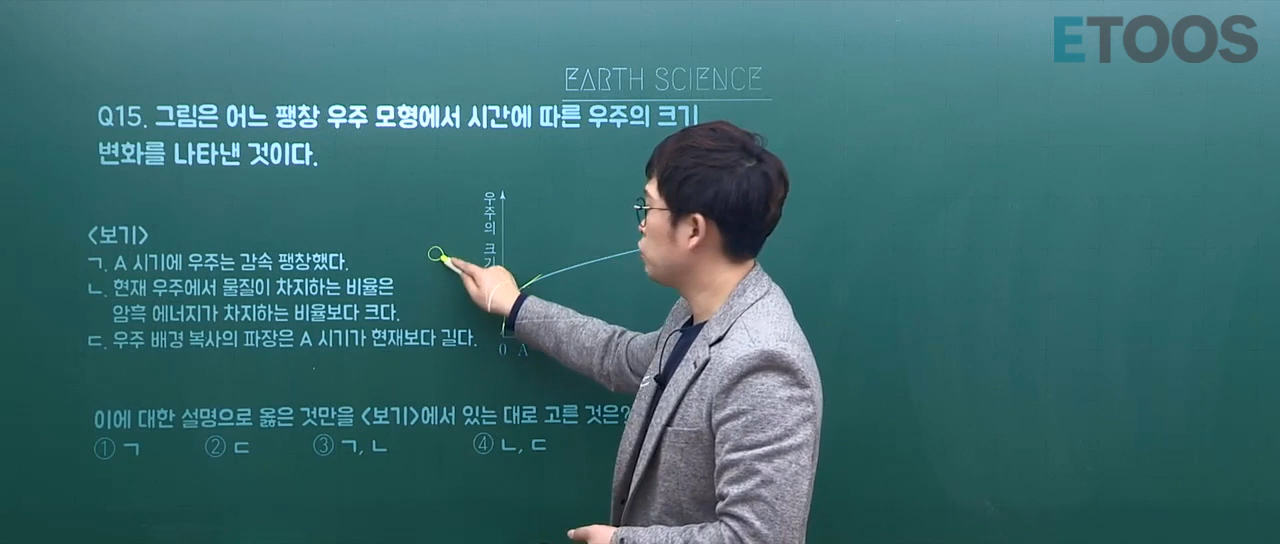 ETOOS
EARTH SCIENCE
Q15. 그림은 어느 팽창 우주 모형에서 시간에 따른 우주의 크기
변화를 나타낸 것이다.
우주의 크기
<보기>
ㄱ. A 시기에 우주는 감속 팽창했다.
ㄴ. 현재 우주에서 물질이 차지하는 비율은
암흑 에너지가 차지하는 비율보다 크다.
ㄷ. 우주 배경 복사의 파장은 A 시기가 현재보다 길다.
0 A
이에 대한 설명으로 옳은 것만을 <보기>에서 있는 대로 고른 것은?
① ㄱ ② ㄷ ③ ㄱ, ㄴ ④ ㄴ, ㄷ